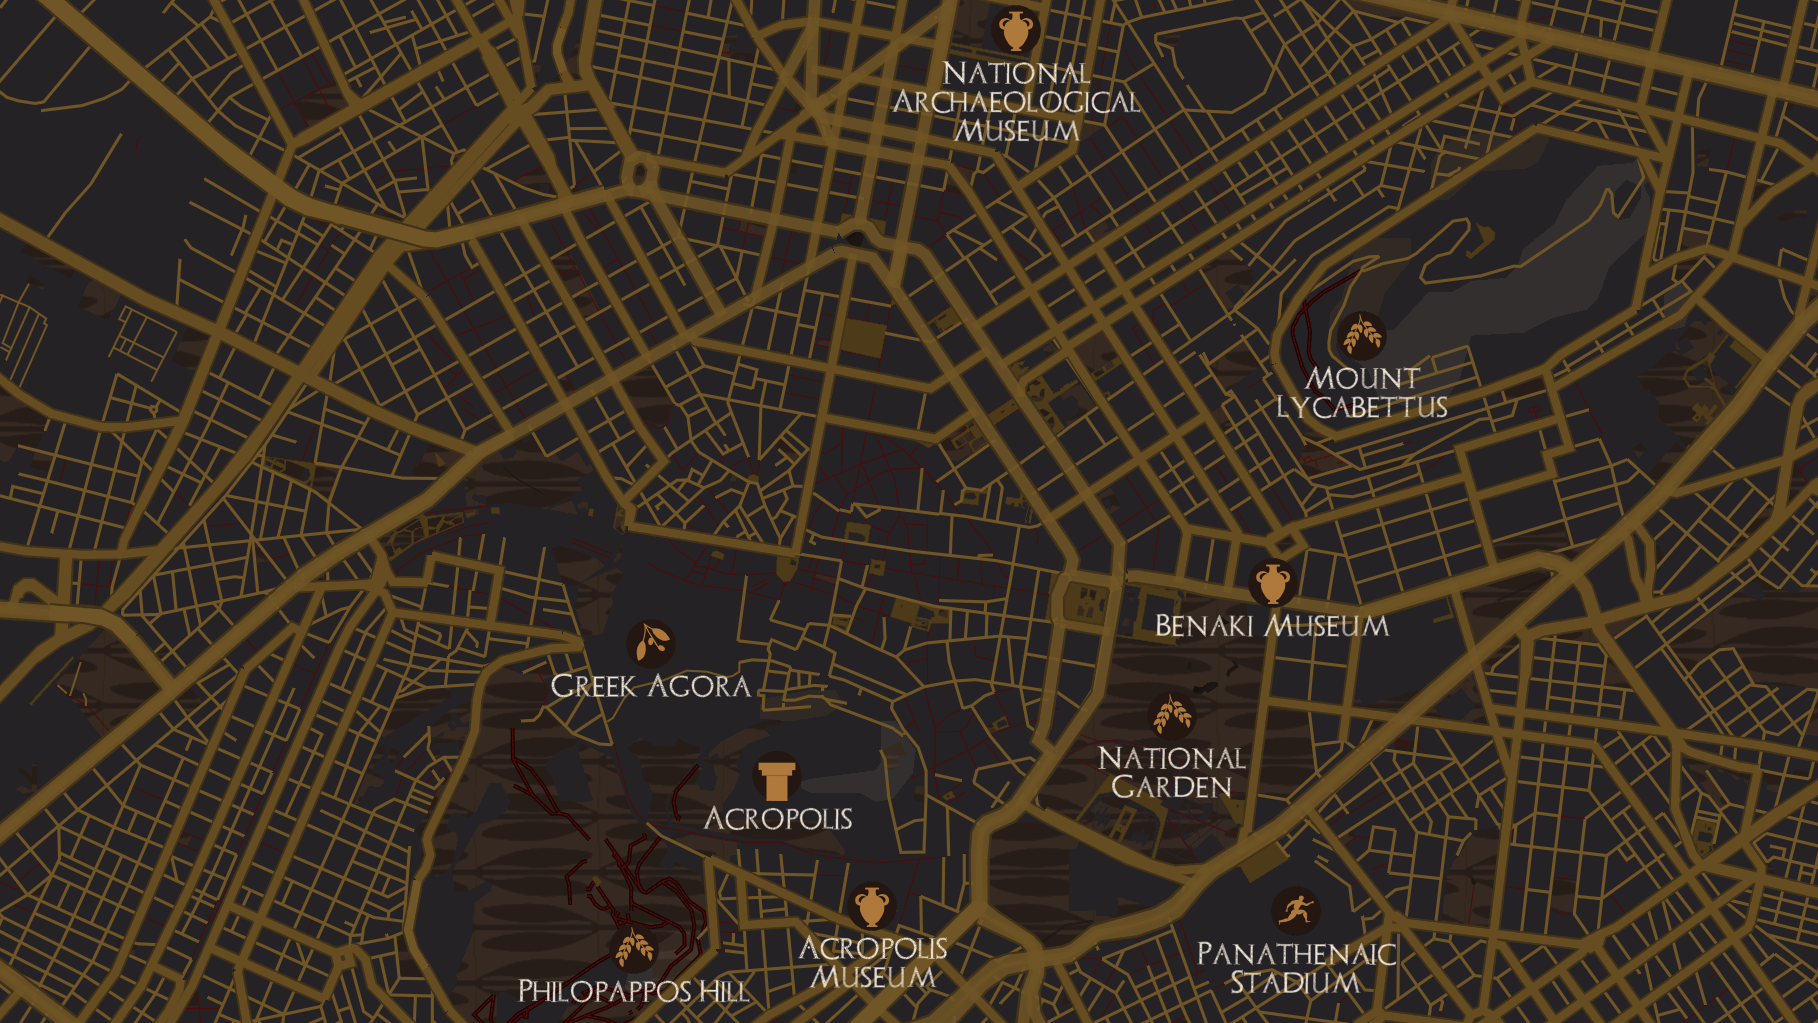 NATIONAL
ARCHAEOLOGICAL
MUSEUM
MOUNT
LYCABETTUS
BENAKI MUSEUM
GREEK AGORA
NATIONAL
GARDEN
ACROPOLIS
ACROPOLIS
MUSEUM
PANATHENAIC
STADIUM
PHILOPAPPOS HILL